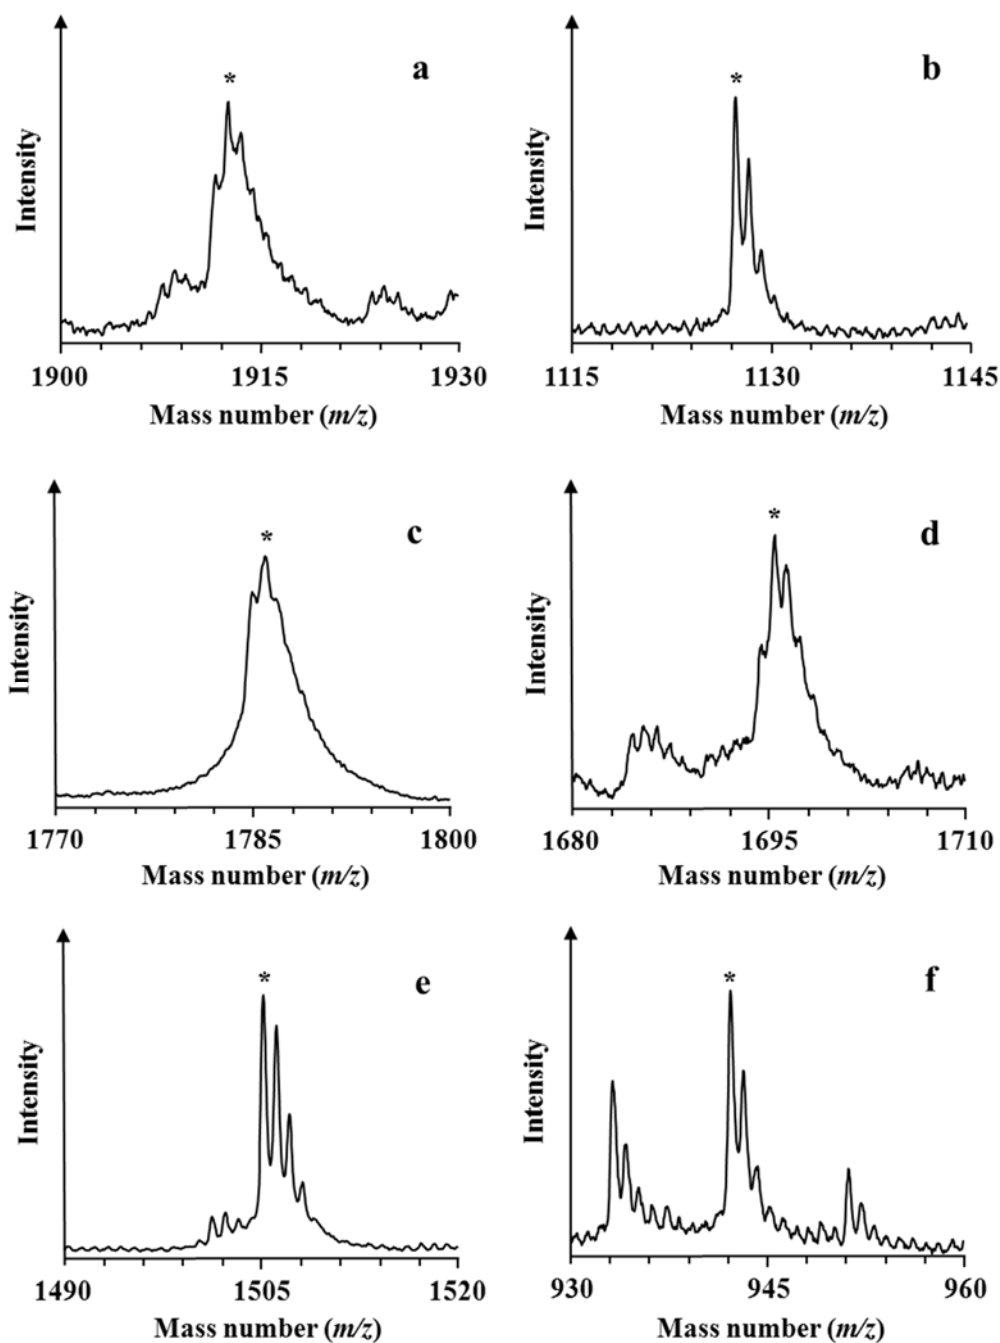 a
*
Intensity
1900 1915 1930
Mass number (m/z)
b
*
Intensity
1115 1130 1145
Mass number (m/z)
c
*
Intensity
1770 1785 1800
Mass number (m/z)
d
*
Intensity
1680 1695 1710
Mass number (m/z)
e
*
Intensity
1490 1505 1520
Mass number (m/z)
f
*
Intensity
930 945 960
Mass number (m/z)